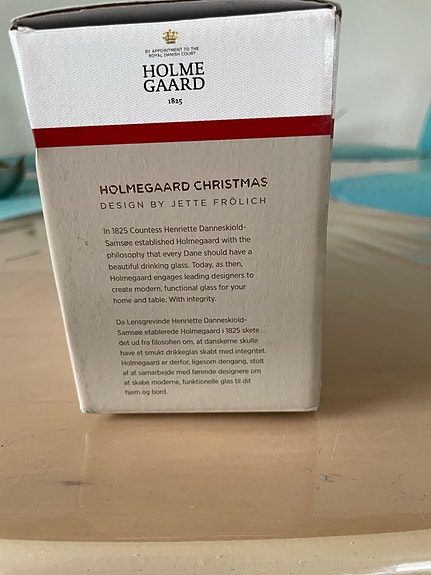 BY APPOINTMENT TO THE
ROYAL DANISH COURT
HOLME
GAARD
1825
HOLMEGAARD CHRISTMAS
DESIGN BY JETTE FRÖLICH
In 1825 Countess Henriette Danneskiold-
Samsøe established Holmegaard with the
philosophy that every Dane should have a
beautiful drinking glass. Today, as then,
Holmegaard engages leading designers to
create modern, functional glass for your
home and table. With integrity.
Da Lensgrevinde Henriette Danneskiold-
Samsøe etablerede Holmegaard i 1825 skete
det ud fra filosofien om, at danskerne skulle
have et smukt drikkeglas skabt med integritet.
Holmegaard er derfor, ligesom dengang, stolt
af at samarbejde med førende designere om
at skabe moderne, funktionelle glas til dit
hjem og bord.